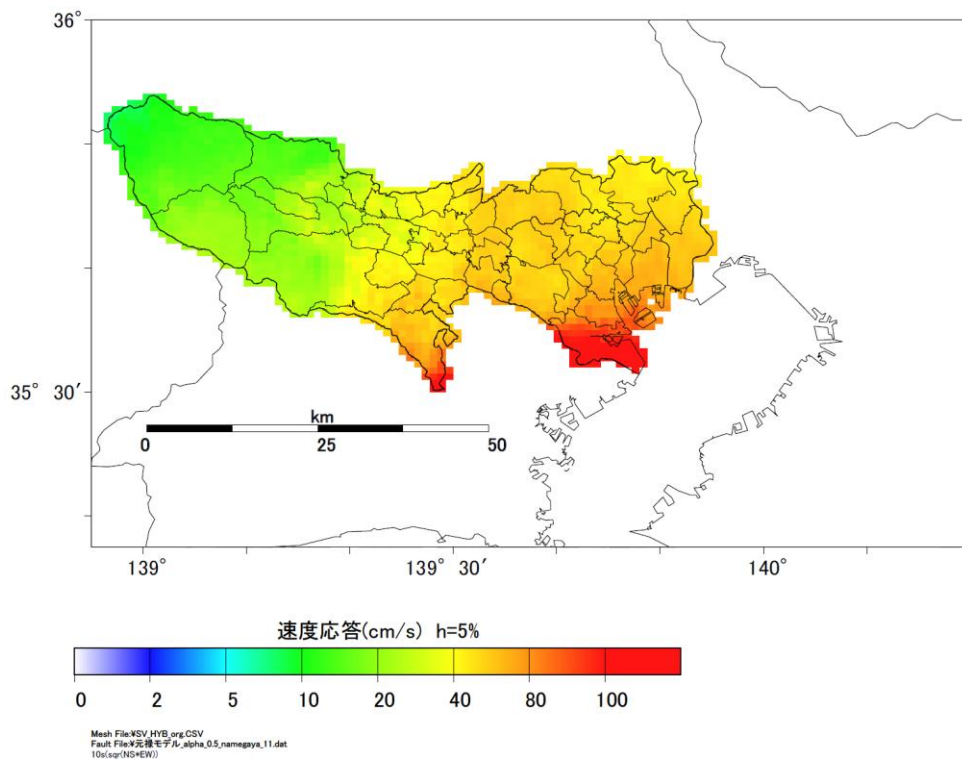 36°
35° 30′
km
0 25 50
139° 139° 30′ 140°
速度応答(cm/s) h=5%
0 2 5 10 20 40 80 100
Mesh File:¥SV_HYB_org.CSV
Fault File:¥元禄モデル_alpha_0.5_namegaya_11.dat
10s(sqr(NS*EW))